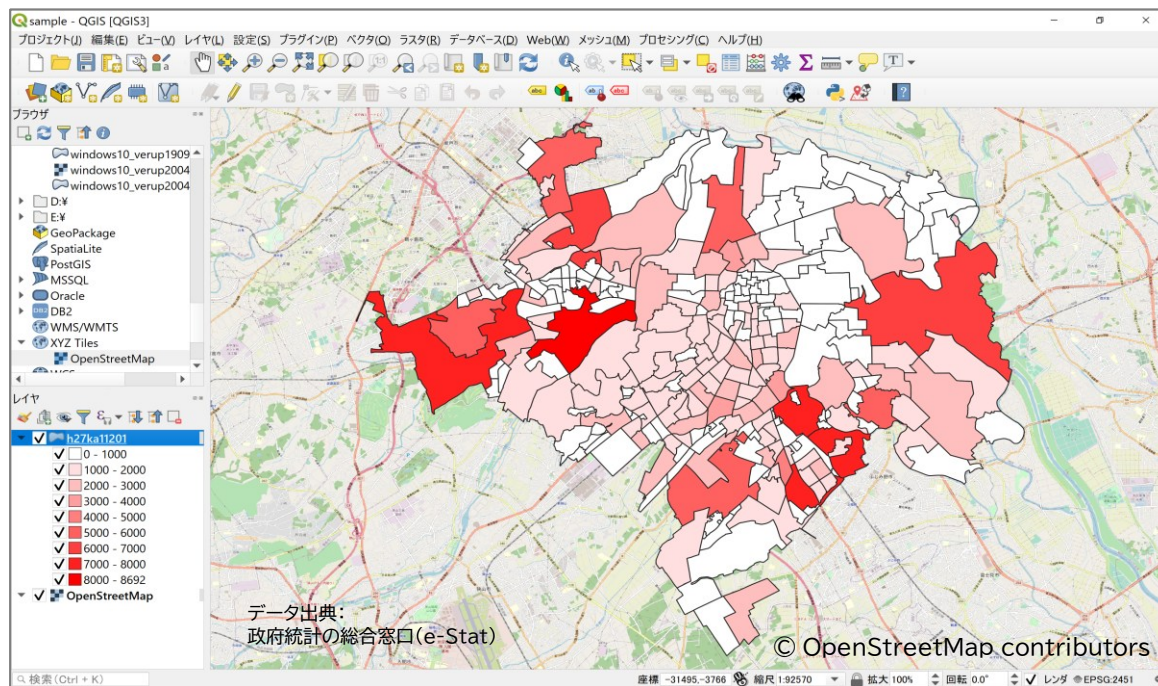 sample - QGIS [QGIS3]
プロジェクト(J) 編集(E) ビュー(V) レイヤ(L) 設定(S) プラグイン(P) ベクタ(O) ラスタ(R) データベース(D) Web(W) メッシュ(M) プロセシング(C) ヘルプ(H)
ブラウザ
windows10_verup1909
windows10_verup2004
windows10_verup2004
D:¥
E:¥
GeoPackage
SpatiaLite
PostGIS
MSSQL
Oracle
DB2
WMS/WMTS
XYZ Tiles
OpenStreetMap
レイヤ
h27ka11201
0 - 1000
1000 - 2000
2000 - 3000
3000 - 4000
4000 - 5000
5000 - 6000
6000 - 7000
7000 - 8000
8000 - 8692
OpenStreetMap
データ出典:
政府統計の総合窓口(e-Stat)
© OpenStreetMap contributors
検索(Ctrl + K)
座標 -31495,-3766 縮尺 1:92570 拡大 100% 回転 0.0° レンダ EPSG:2451